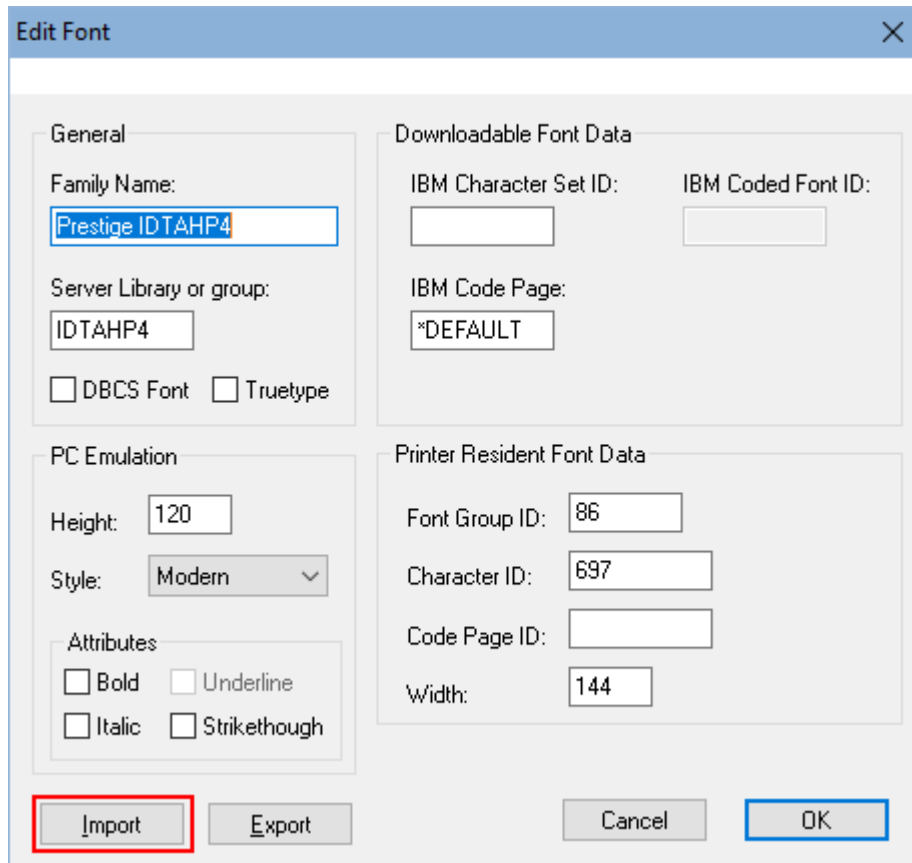 Edit Font
General
Family Name:
Prestige IDTAHP4
Server Library or group:
IDTAHP4
DBCS Font Truetype
Downloadable Font Data
IBM Character Set ID: IBM Coded Font ID:
IBM Code Page:
*DEFAULT
PC Emulation
Height: 120
Style: Modern
Attributes
Bold Underline
Italic Strikethough
Printer Resident Font Data
Font Group ID: 86
Character ID: 697
Code Page ID:
Width: 144
Import Export Cancel OK